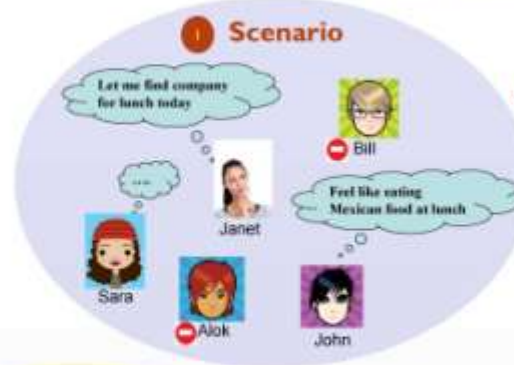 1 Scenario
Let me find company
for lunch today
Bill
Feel like eating
Mexican food at lunch
Janet
Sara
Alok
John